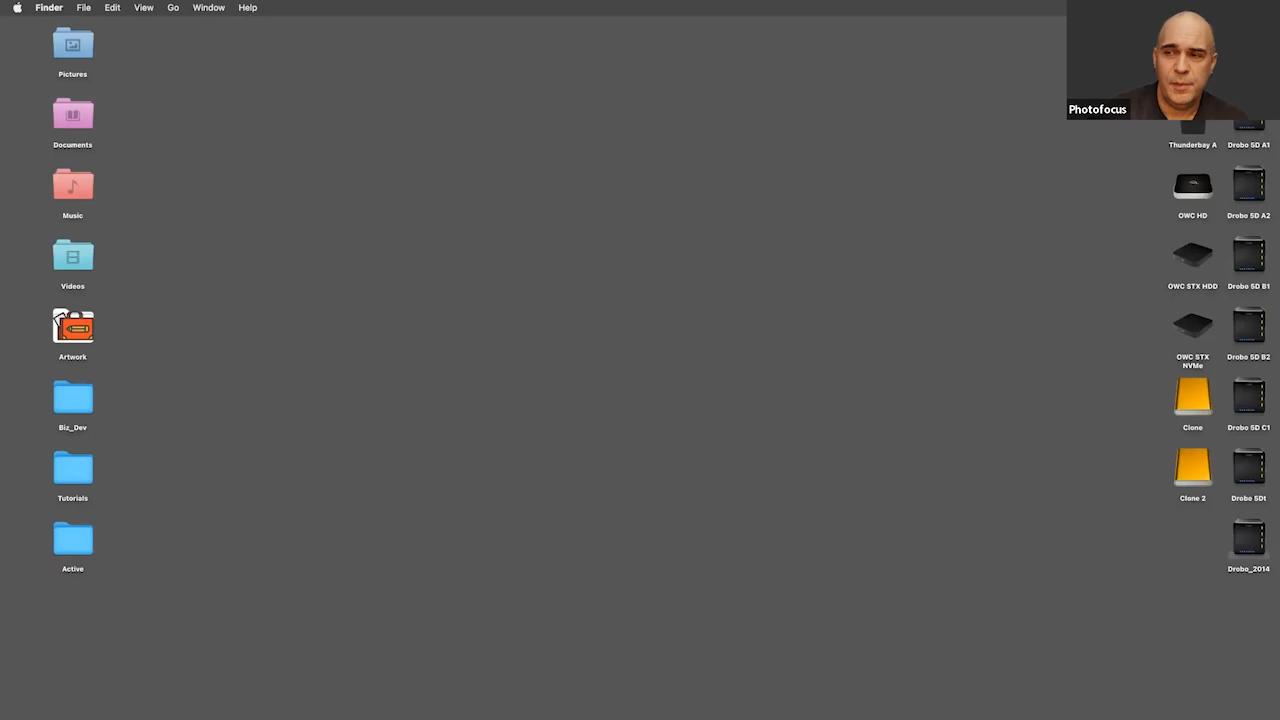 Finder File Edit View Go Window Help
Photofocus
Pictures
Documents
Music
Videos
Artwork
Biz_Dev
Tutorials
Active
Thunderbay A
OWC HD
OWC STX HDD
OWC STX
NVMe
Clone
Clone 2
Drobo 5D A1
Drobo 5D A2
Drobo 5D B1
Drobo 5D B2
Drobo 5D C1
Drobo 5Dt
Drobo_2014